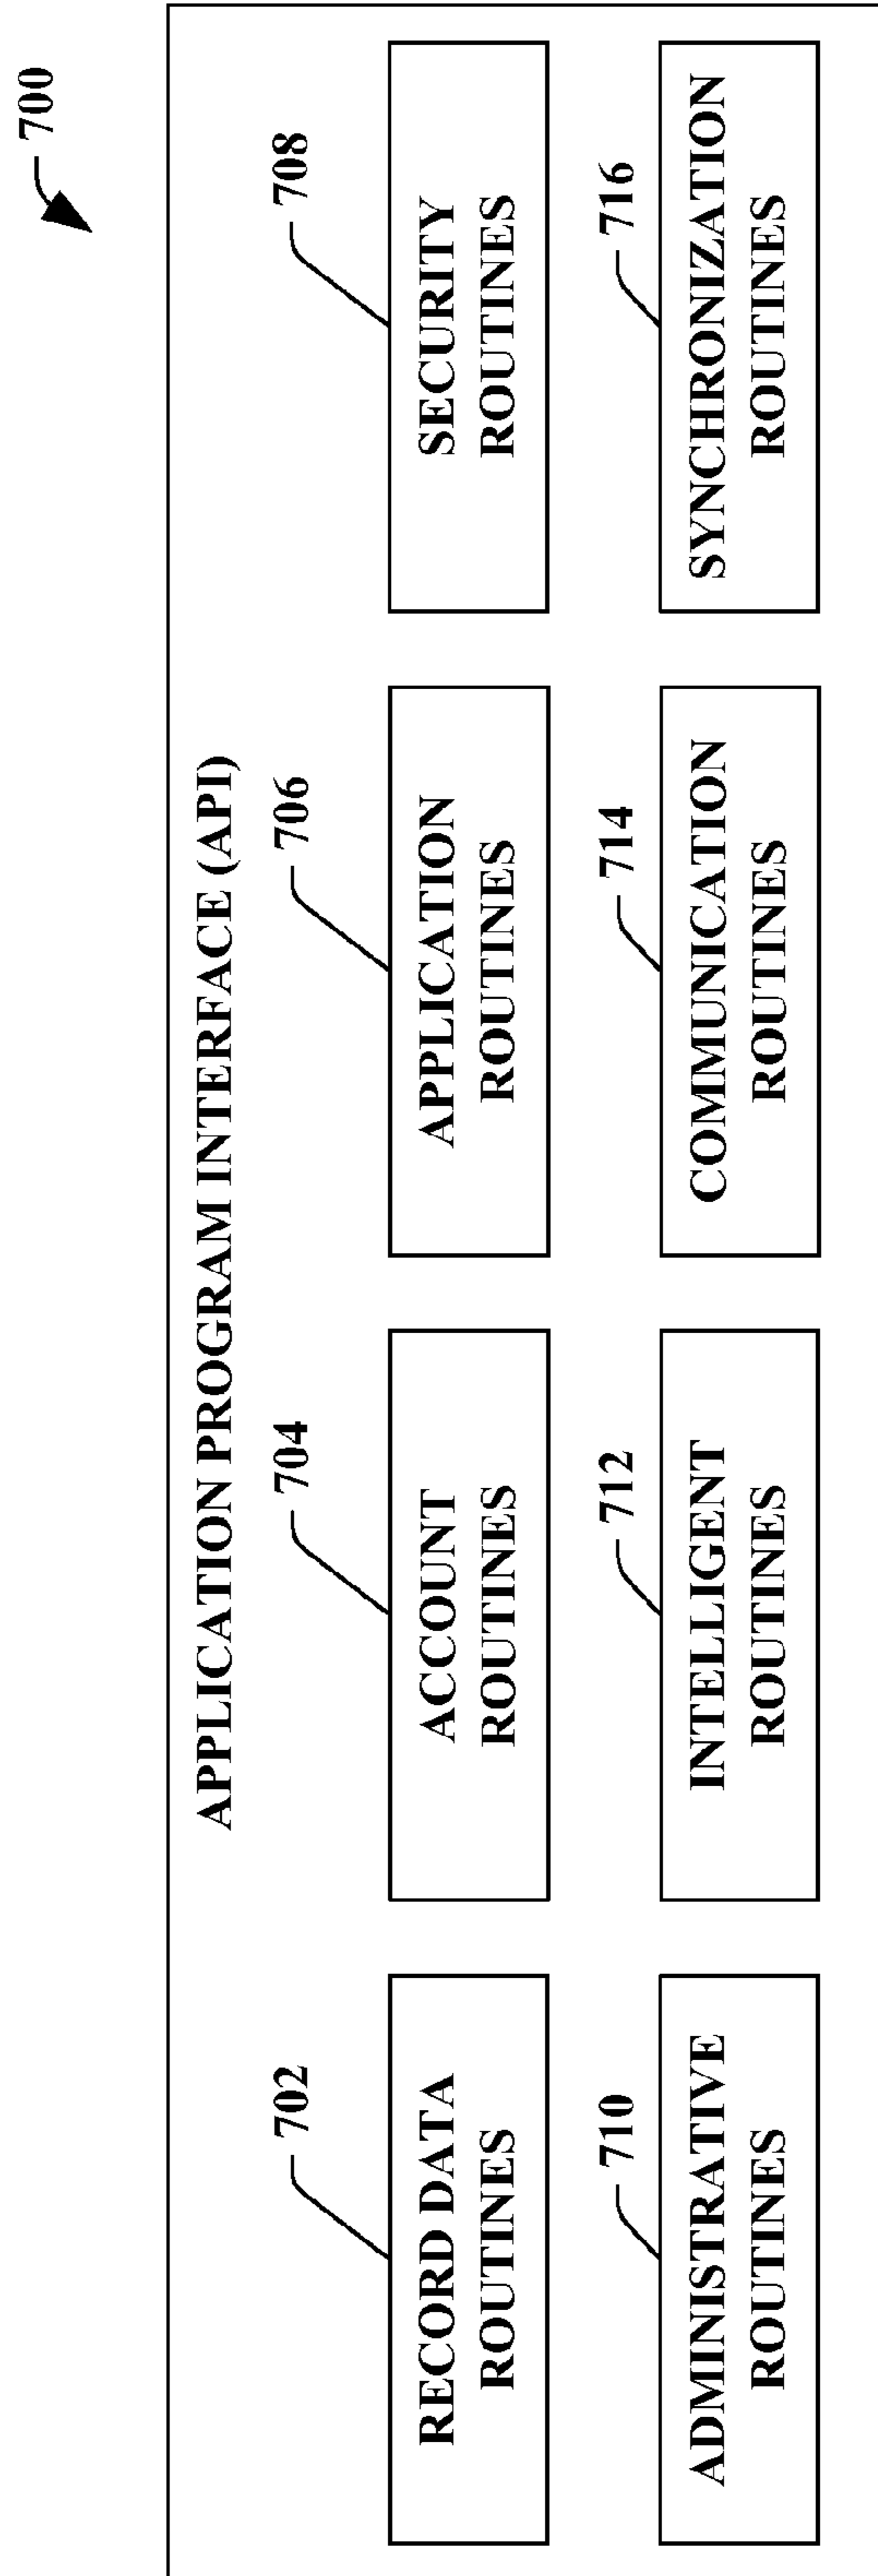 700
APPLICATION PROGRAM INTERFACE (API)
702
RECORD DATA
ROUTINES
704
ACCOUNT
ROUTINES
706
APPLICATION
ROUTINES
708
SECURITY
ROUTINES
710
ADMINISTRATIVE
ROUTINES
712
INTELLIGENT
ROUTINES
714
COMMUNICATION
ROUTINES
716
SYNCHRONIZATION
ROUTINES